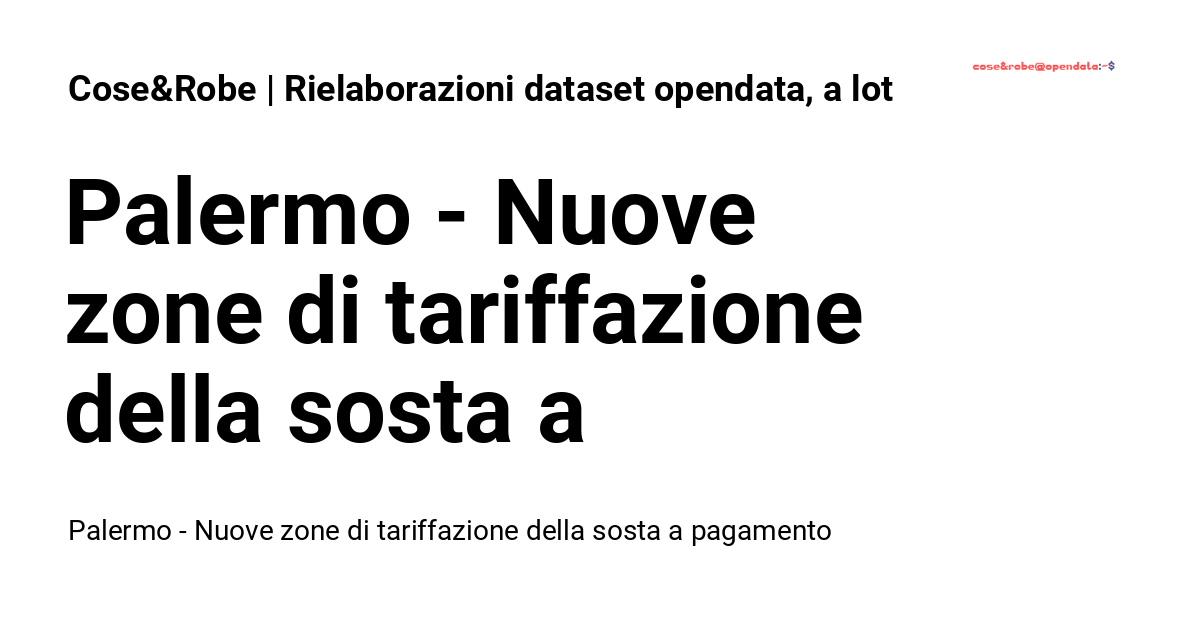 Cose&Robe | Rielaborazioni dataset opendata, a lot
cose&robe@opendata:~$
Palermo - Nuove
zone di tariffazione
della sosta a
Palermo - Nuove zone di tariffazione della sosta a pagamento